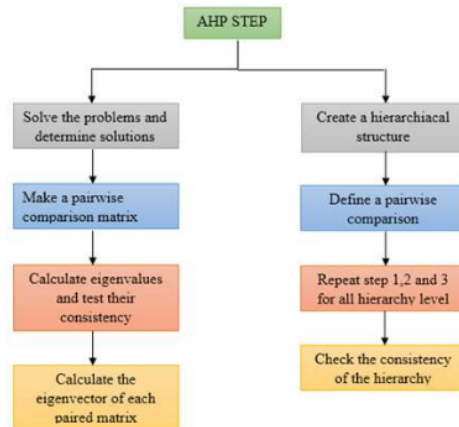 AHP STEP
Solve the problems and
determine solutions
Make a pairwise
comparison matrix
Calculate eigenvalues
and test their
consistency
Calculate the
eigenvector of each
paired matrix
Create a hierarchiacal
structure
Define a pairwise
comparison
Repeat step 1,2 and 3
for all hierarchy level
Check the consistency
of the hierarchy